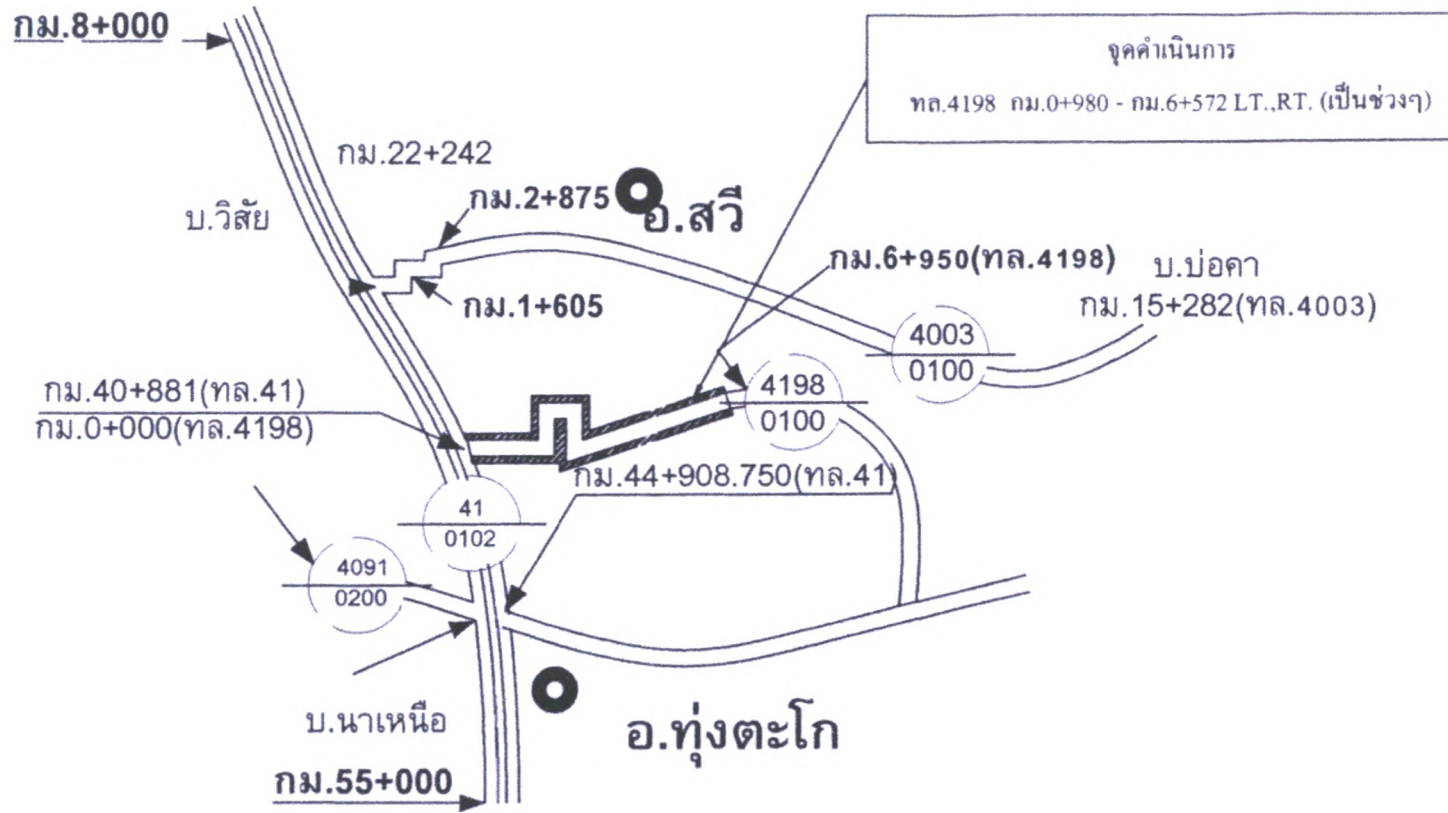 กม.8+000
จุดดำเนินการ
ทล.4198 กม.0+980 - กม.6+572 LT.,RT. (เป็นช่วงๆ)
กม.22+242
กม.2+875
อ.สวี
บ.วิสัย
กม.6+950(ทล.4198)
บ.บ่อคา
กม.15+282(ทล.4003)
กม.1+605
4003
0100
กม.40+881(ทล.41)
กม.0+000(ทล.4198)
4198
0100
กม.44+908.750(ทล.41)
41
0102
4091
0200
บ.นาเหนือ
อ.ทุ่งตะโก
กม.55+000